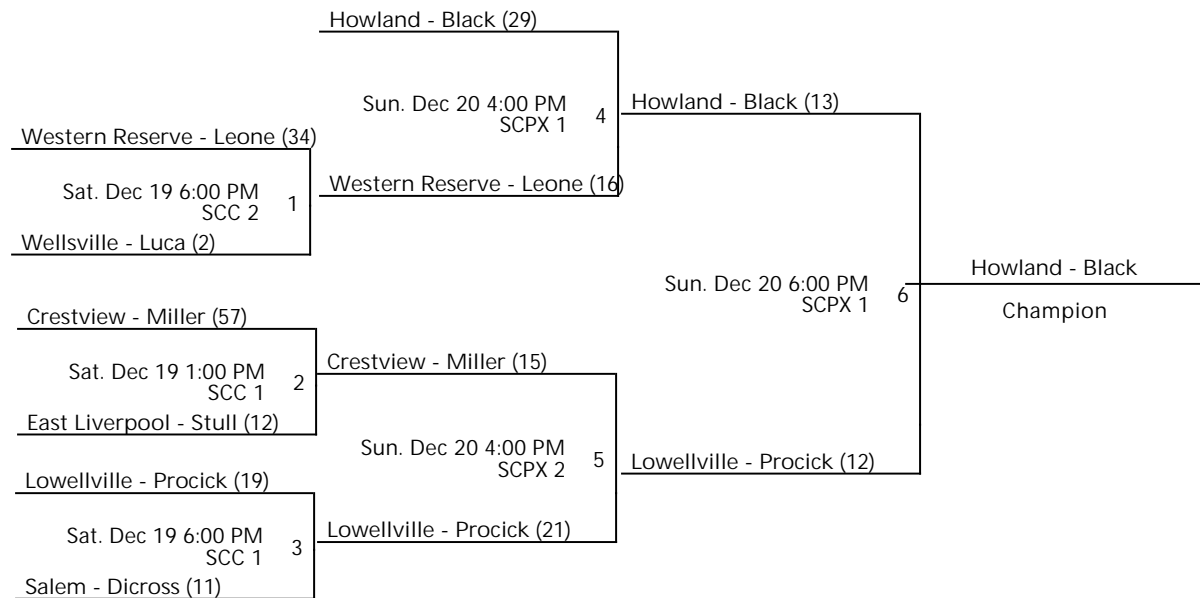 Howland - Black (29)
Sun. Dec 20 4:00 PM
SCPX 1
4
Howland - Black (13)
Western Reserve - Leone (34)
Sat. Dec 19 6:00 PM
SCC 2
1
Western Reserve - Leone (16)
Wellsville - Luca (2)
Sun. Dec 20 6:00 PM
SCPX 1
6
Howland - Black
Champion
Crestview - Miller (57)
Sat. Dec 19 1:00 PM
SCC 1
2
Crestview - Miller (15)
East Liverpool - Stull (12)
Sun. Dec 20 4:00 PM
SCPX 2
5
Lowellville - Procick (12)
Lowellville - Procick (19)
Sat. Dec 19 6:00 PM
SCC 1
3
Lowellville - Procick (21)
Salem - Dicross (11)